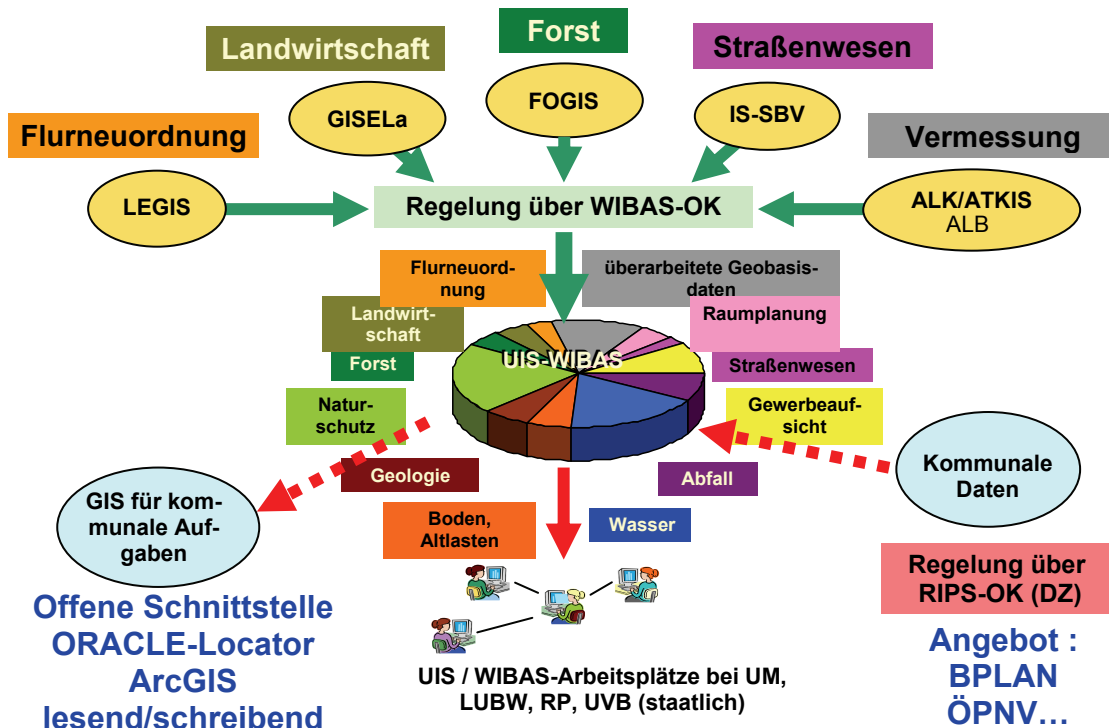 Forst
Landwirtschaft
Straßenwesen
FOGIS
GISELa
IS-SBV
Flurneuordnung
Vermessung
LEGIS
Regelung über WIBAS-OK
ALK/ATKIS
ALB
Flurneuord-
nung
überarbeitete Geobasis-
daten
Landwirt-
schaft
Raumplanung
UIS-WIBAS
Forst
Straßenwesen
Natur-
schutz
Gewerbeauf-
sicht
Geologie
Abfall
Kommunale
Daten
GIS für kom-
munale Auf-
gaben
Boden,
Altlasten
Wasser
Regelung über
RIPS-OK (DZ)
Offene Schnittstelle
ORACLE-Locator
ArcGIS
lesend/schreibend
UIS / WIBAS-Arbeitsplätze bei UM,
LUBW, RP, UVB (staatlich)
Angebot :
BPLAN
ÖPNV…